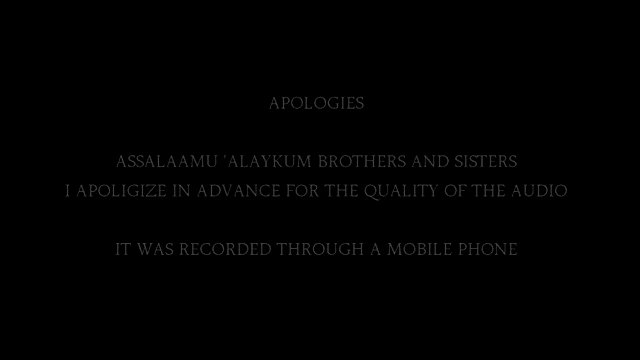 APOLOGIES
ASSALAAMU 'ALAYKUM BROTHERS AND SISTERS
I APOLIGIZE IN ADVANCE FOR THE QUALITY OF THE AUDIO
IT WAS RECORDED THROUGH A MOBILE PHONE